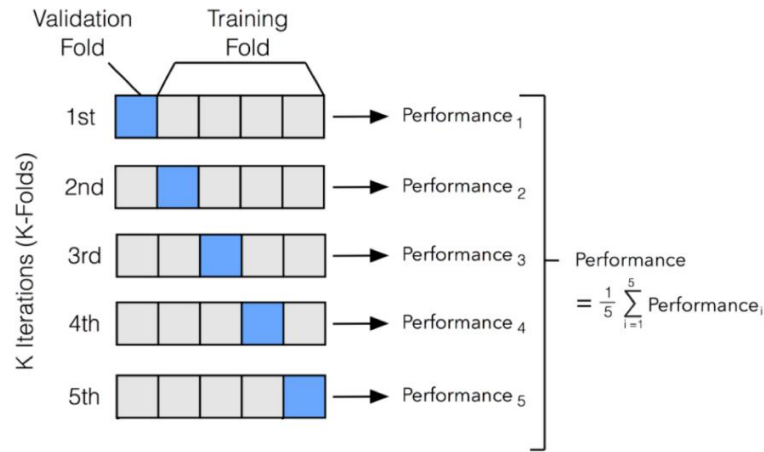 Validation
Fold
Training
Fold
K Iterations (K-Folds)
1st
Performance 1
2nd
Performance 2
3rd
Performance 3
4th
Performance 4
5th
Performance 5
Performance
= 1/5 5∑i=1 Performance i